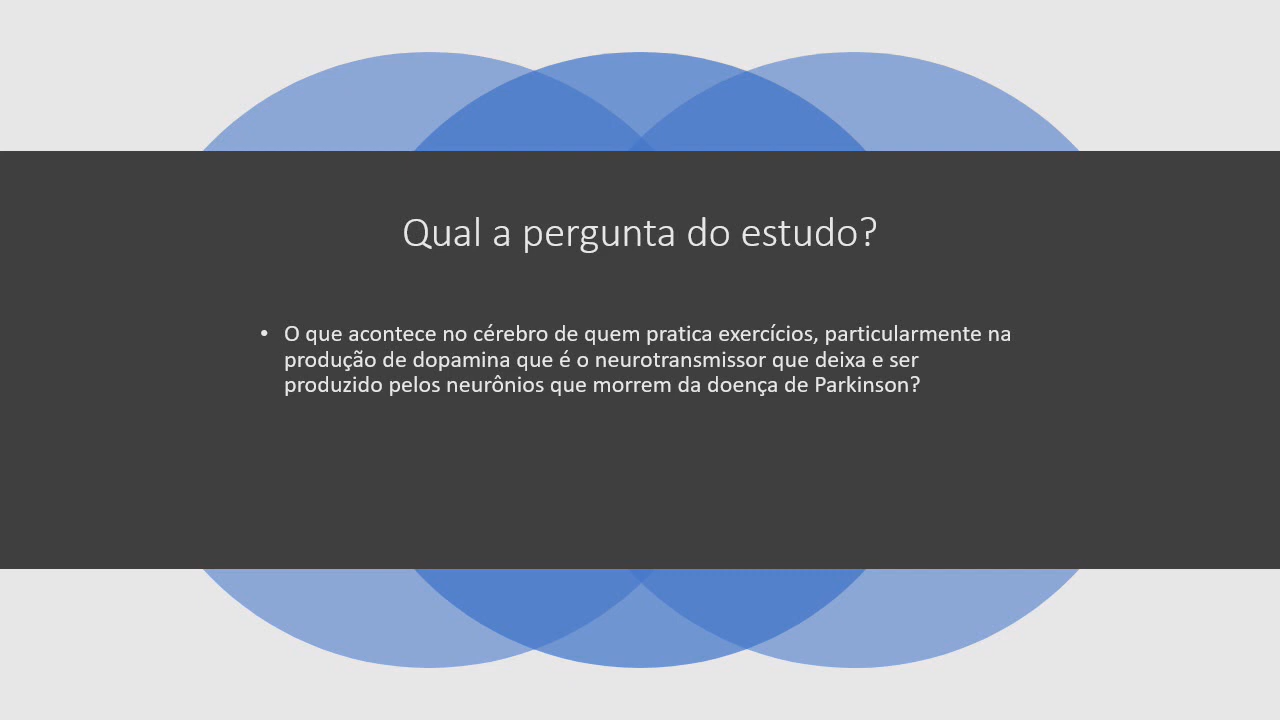 Qual a pergunta do estudo?
• O que acontece no cérebro de quem pratica exercícios, particularmente na
produção de dopamina que é o neurotransmissor que deixa e ser
produzido pelos neurônios que morrem da doença de Parkinson?